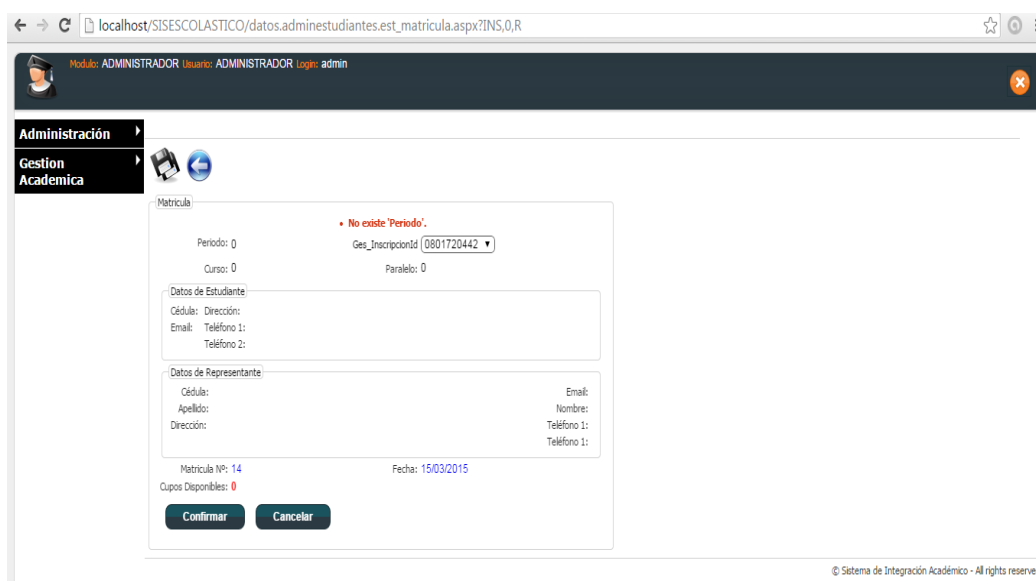 localhost/SISESCOLASTICO/datos.adminestudiantes.est_matricula.aspx?INS,0,R
Modulo: ADMINISTRADOR Usuario: ADMINISTRADOR Login: admin
Administración
Gestion
Academica
Matricula
• No existe 'Periodo'.
Periodo: 0 Ges_InscripcionId 0801720442
Curso: 0 Paralelo: 0
Datos de Estudiante
Cédula: Dirección:
Email: Teléfono 1:
Teléfono 2:
Datos de Representante
Cédula: Email:
Apellido: Nombre:
Dirección: Teléfono 1:
Teléfono 1:
Matricula Nº: 14 Fecha: 15/03/2015
Cupos Disponibles: 0
Confirmar Cancelar
© Sistema de Integración Académico - All rights reserve